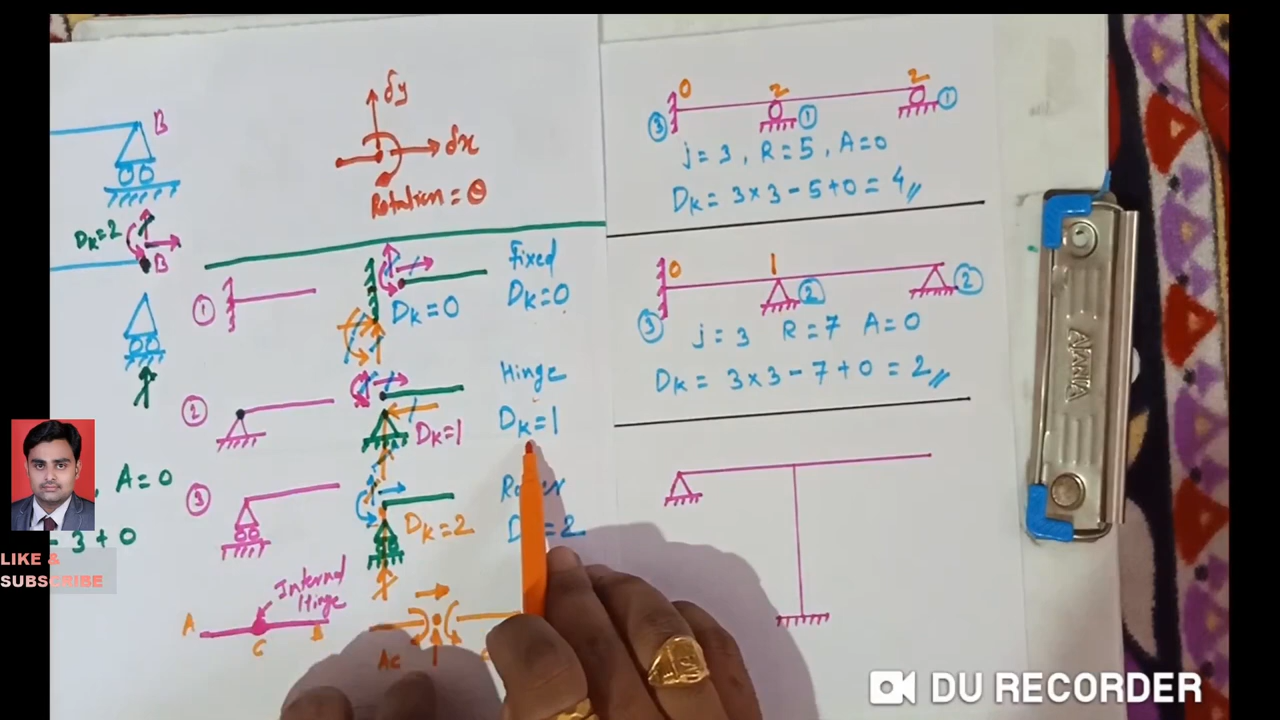 B
DK=2
B
δy
δx
Rotation = θ
① DK=0
Fixed
DK=0
② DK=1
Hinge
DK=1
③ DK=2
2
, A=0
- 3 + 0
Internal
Hinge
A
C
AC
0 2 2
③ ① ①
j = 3 , R = 5 , A=0
DK = 3×3 - 5+0 = 4
0 1
③ ② ②
j = 3 R = 7 A=0
DK = 3×3 - 7+0 = 2
AJANTA
LIKE &
SUBSCRIBE
DU RECORDER